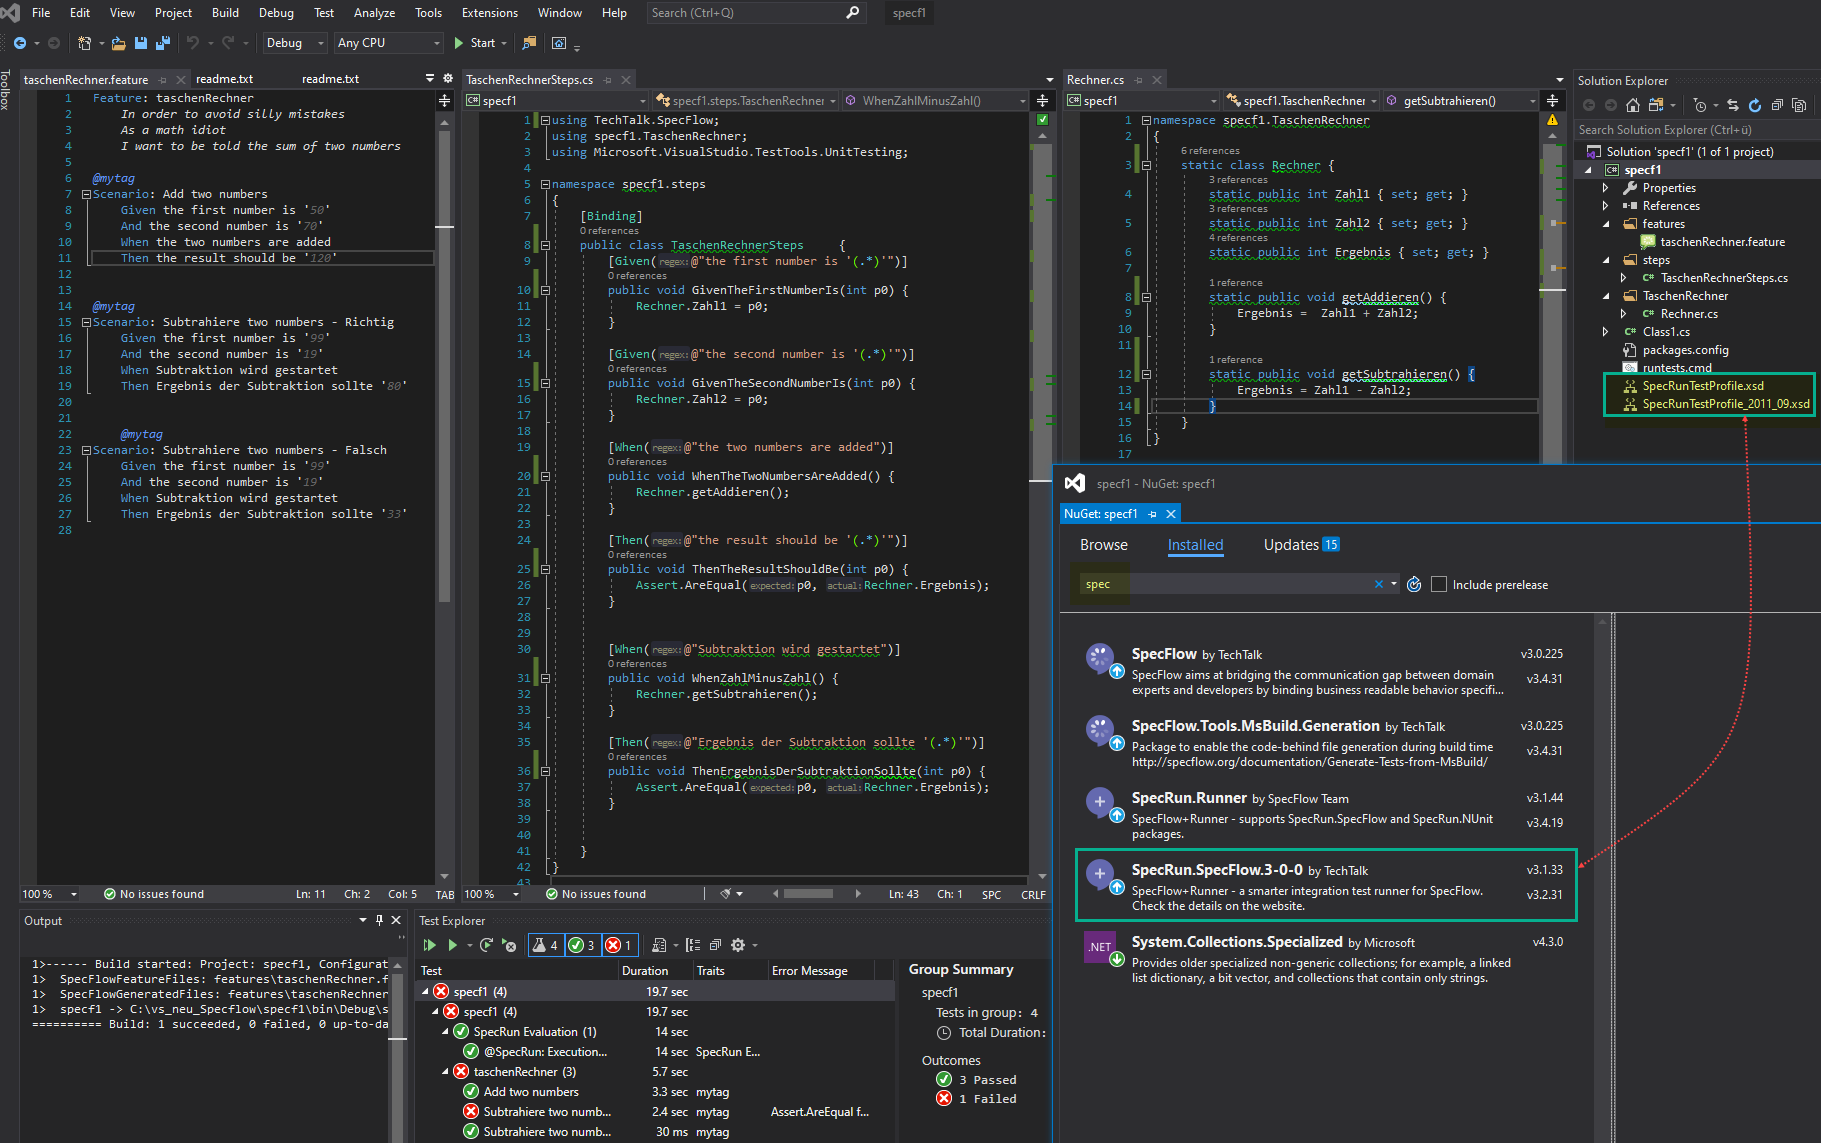 File Edit View Project Build Debug Test Analyze Tools Extensions Window Help Search (Ctrl+Q) specf1
Debug Any CPU Start
Toolbox
taschenRechner.feature readme.txt readme.txt
1 Feature: taschenRechner
2 In order to avoid silly mistakes
3 As a math idiot
4 I want to be told the sum of two numbers
5
6 @mytag
7 Scenario: Add two numbers
8 Given the first number is '50'
9 And the second number is '70'
10 When the two numbers are added
11 Then the result should be '120'
12
13
14 @mytag
15 Scenario: Subtrahiere two numbers - Richtig
16 Given the first number is '99'
17 And the second number is '19'
18 When Subtraktion wird gestartet
19 Then Ergebnis der Subtraktion sollte '80'
20
21
22 @mytag
23 Scenario: Subtrahiere two numbers - Falsch
24 Given the first number is '99'
25 And the second number is '19'
26 When Subtraktion wird gestartet
27 Then Ergebnis der Subtraktion sollte '33'
28
100 % No issues found Ln: 11 Ch: 2 Col: 5 TAB
TaschenRechnerSteps.cs
specf1 specf1.steps.TaschenRechner WhenZahlMinusZahl()
1 using TechTalk.SpecFlow;
2 using specf1.TaschenRechner;
3 using Microsoft.VisualStudio.TestTools.UnitTesting;
4
5 namespace specf1.steps
6 {
7 [Binding]
0 references
8 public class TaschenRechnerSteps {
9 [Given(regex:@"the first number is '(.*)'")]
0 references
10 public void GivenTheFirstNumberIs(int p0) {
11 Rechner.Zahl1 = p0;
12 }
13
14 [Given(regex:@"the second number is '(.*)'")]
0 references
15 public void GivenTheSecondNumberIs(int p0) {
16 Rechner.Zahl2 = p0;
17 }
18
19 [When(regex:@"the two numbers are added")]
0 references
20 public void WhenTheTwoNumbersAreAdded() {
21 Rechner.getAddieren();
22 }
23
24 [Then(regex:@"the result should be '(.*)'")]
0 references
25 public void ThenTheResultShouldBe(int p0) {
26 Assert.AreEqual(expected:p0, actual:Rechner.Ergebnis);
27 }
28
29
30 [When(regex:@"Subtraktion wird gestartet")]
0 references
31 public void WhenZahlMinusZahl() {
32 Rechner.getSubtrahieren();
33 }
34
35 [Then(regex:@"Ergebnis der Subtraktion sollte '(.*)'")]
0 references
36 public void ThenErgebnisDerSubtraktionSollte(int p0) {
37 Assert.AreEqual(expected:p0, actual:Rechner.Ergebnis);
38 }
39
40
41 }
42 }
43
100 % No issues found Ln: 43 Ch: 1 SPC CRLF
Rechner.cs
specf1 specf1.TaschenRechner getSubtrahieren()
1 namespace specf1.TaschenRechner
2 {
6 references
3 static class Rechner {
3 references
4 static public int Zahl1 { set; get; }
3 references
5 static public int Zahl2 { set; get; }
4 references
6 static public int Ergebnis { set; get; }
7
1 reference
8 static public void getAddieren() {
9 Ergebnis = Zahl1 + Zahl2;
10 }
11
1 reference
12 static public void getSubtrahieren() {
13 Ergebnis = Zahl1 - Zahl2;
14 }
15 }
16 }
17
Solution Explorer
Search Solution Explorer (Ctrl+ü)
Solution 'specf1' (1 of 1 project)
specf1
Properties
References
features
taschenRechner.feature
steps
TaschenRechnerSteps.cs
TaschenRechner
Rechner.cs
Class1.cs
packages.config
runtests.cmd
SpecRunTestProfile.xsd
SpecRunTestProfile_2011_09.xsd
specf1 - NuGet: specf1
NuGet: specf1
Browse Installed Updates 15
spec Include prerelease
SpecFlow by TechTalk v3.0.225
SpecFlow aims at bridging the communication gap between domain v3.4.31
experts and developers by binding business readable behavior specifi...
SpecFlow.Tools.MsBuild.Generation by TechTalk v3.0.225
Package to enable the code-behind file generation during build time v3.4.31
http://specflow.org/documentation/Generate-Tests-from-MsBuild/
SpecRun.Runner by SpecFlow Team v3.1.44
SpecFlow+Runner - supports SpecRun.SpecFlow and SpecRun.NUnit v3.4.19
packages.
SpecRun.SpecFlow.3-0-0 by TechTalk v3.1.33
SpecFlow+Runner - a smarter integration test runner for SpecFlow. v3.2.31
Check the details on the website.
.NET System.Collections.Specialized by Microsoft v4.3.0
Provides older specialized non-generic collections; for example, a linked
list dictionary, a bit vector, and collections that contain only strings.
Output
1>------ Build started: Project: specf1, Configurat
1> SpecFlowFeatureFiles: features\taschenRechner.f
1> SpecFlowGeneratedFiles: features\taschenRechner
1> specf1 -> C:\vs_neu_Specflow\specf1\bin\Debug\s
========== Build: 1 succeeded, 0 failed, 0 up-to-da
Test Explorer
4 3 1
Test Duration Traits Error Message
specf1 (4) 19.7 sec
specf1 (4) 19.7 sec
SpecRun Evaluation (1) 14 sec
@SpecRun: Execution... 14 sec SpecRun E...
taschenRechner (3) 5.7 sec
Add two numbers 3.3 sec mytag
Subtrahiere two numb... 2.4 sec mytag Assert.AreEqual f...
Subtrahiere two numb... 30 ms mytag
Group Summary
specf1
Tests in group: 4
Total Duration:
Outcomes
3 Passed
1 Failed